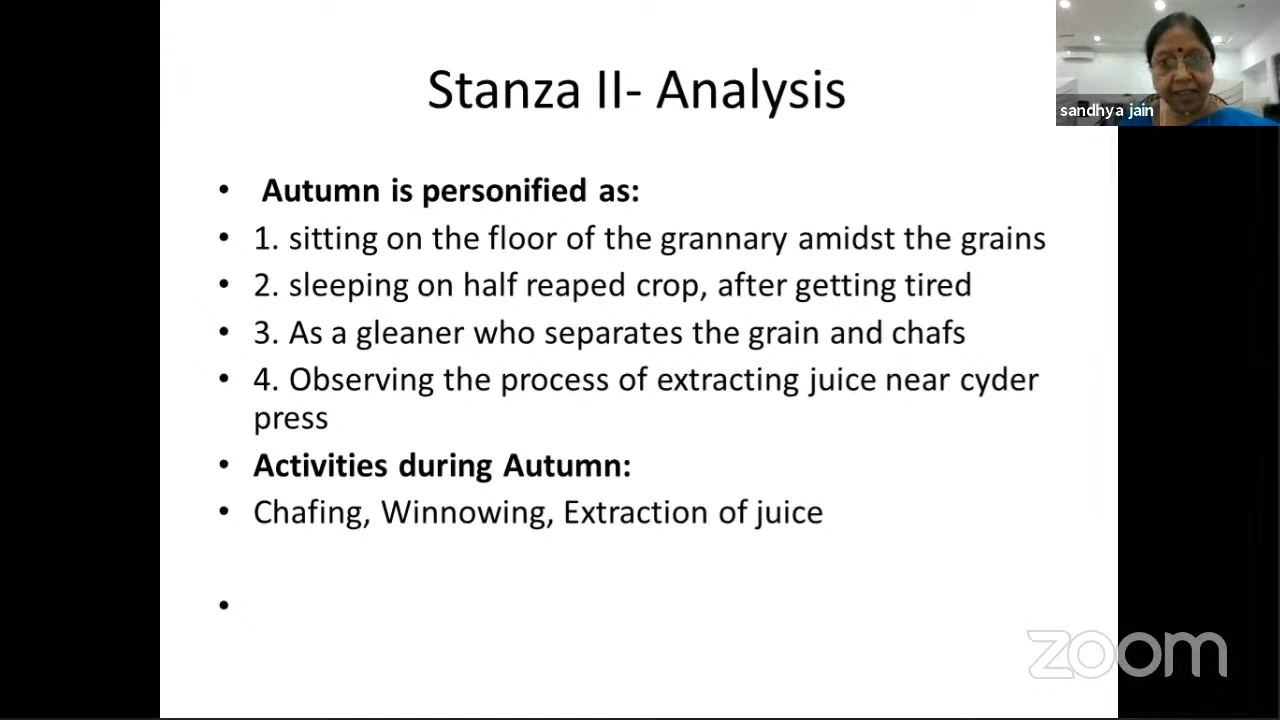 Stanza II- Analysis
sandhya jain
• Autumn is personified as:
• 1. sitting on the floor of the grannary amidst the grains
• 2. sleeping on half reaped crop, after getting tired
• 3. As a gleaner who separates the grain and chafs
• 4. Observing the process of extracting juice near cyder
press
• Activities during Autumn:
• Chafing, Winnowing, Extraction of juice
•
zoom